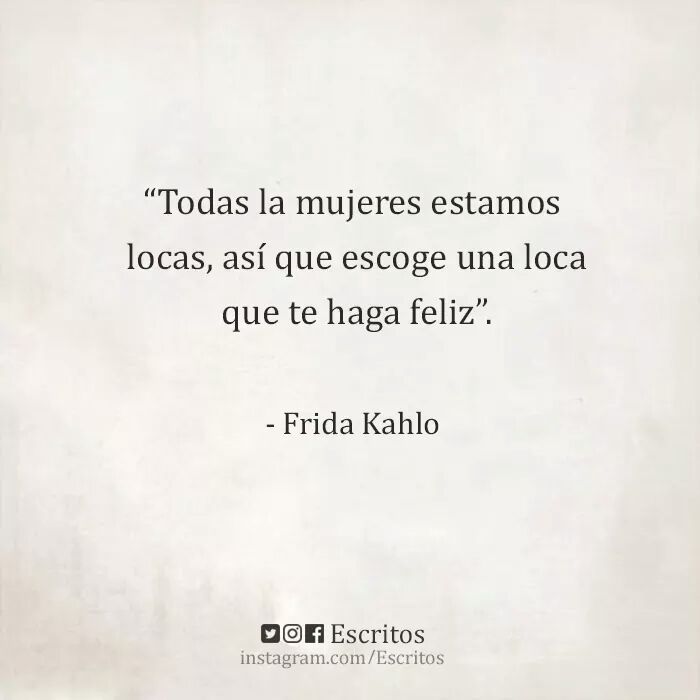 “Todas la mujeres estamos
locas, así que escoge una loca
que te haga feliz”.
- Frida Kahlo
Escritos
instagram.com/Escritos